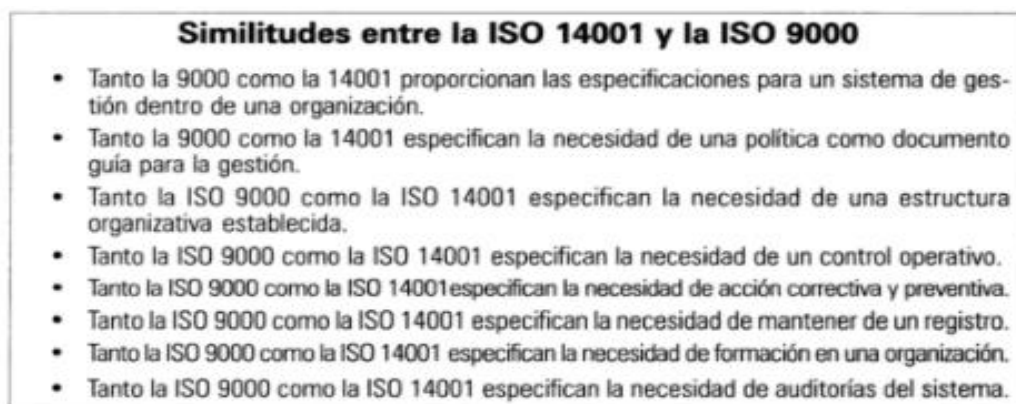 Similitudes entre la ISO 14001 y la ISO 9000
• Tanto la 9000 como la 14001 proporcionan las especificaciones para un sistema de ges-
tión dentro de una organización.
• Tanto la 9000 como la 14001 especifican la necesidad de una política como documento
guía para la gestión.
• Tanto la ISO 9000 como la ISO 14001 especifican la necesidad de una estructura
organizativa establecida.
• Tanto la ISO 9000 como la ISO 14001 especifican la necesidad de un control operativo.
• Tanto la ISO 9000 como la ISO 14001especifican la necesidad de acción correctiva y preventiva.
• Tanto la ISO 9000 como la ISO 14001 especifican la necesidad de mantener de un registro.
• Tanto la ISO 9000 como la ISO 14001 especifican la necesidad de formación en una organización.
• Tanto la ISO 9000 como la ISO 14001 especifican la necesidad de auditorías del sistema.